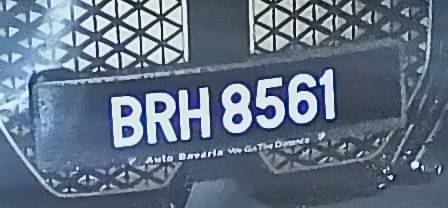 BRH 8561
Auto Bavaria We Go The Distance